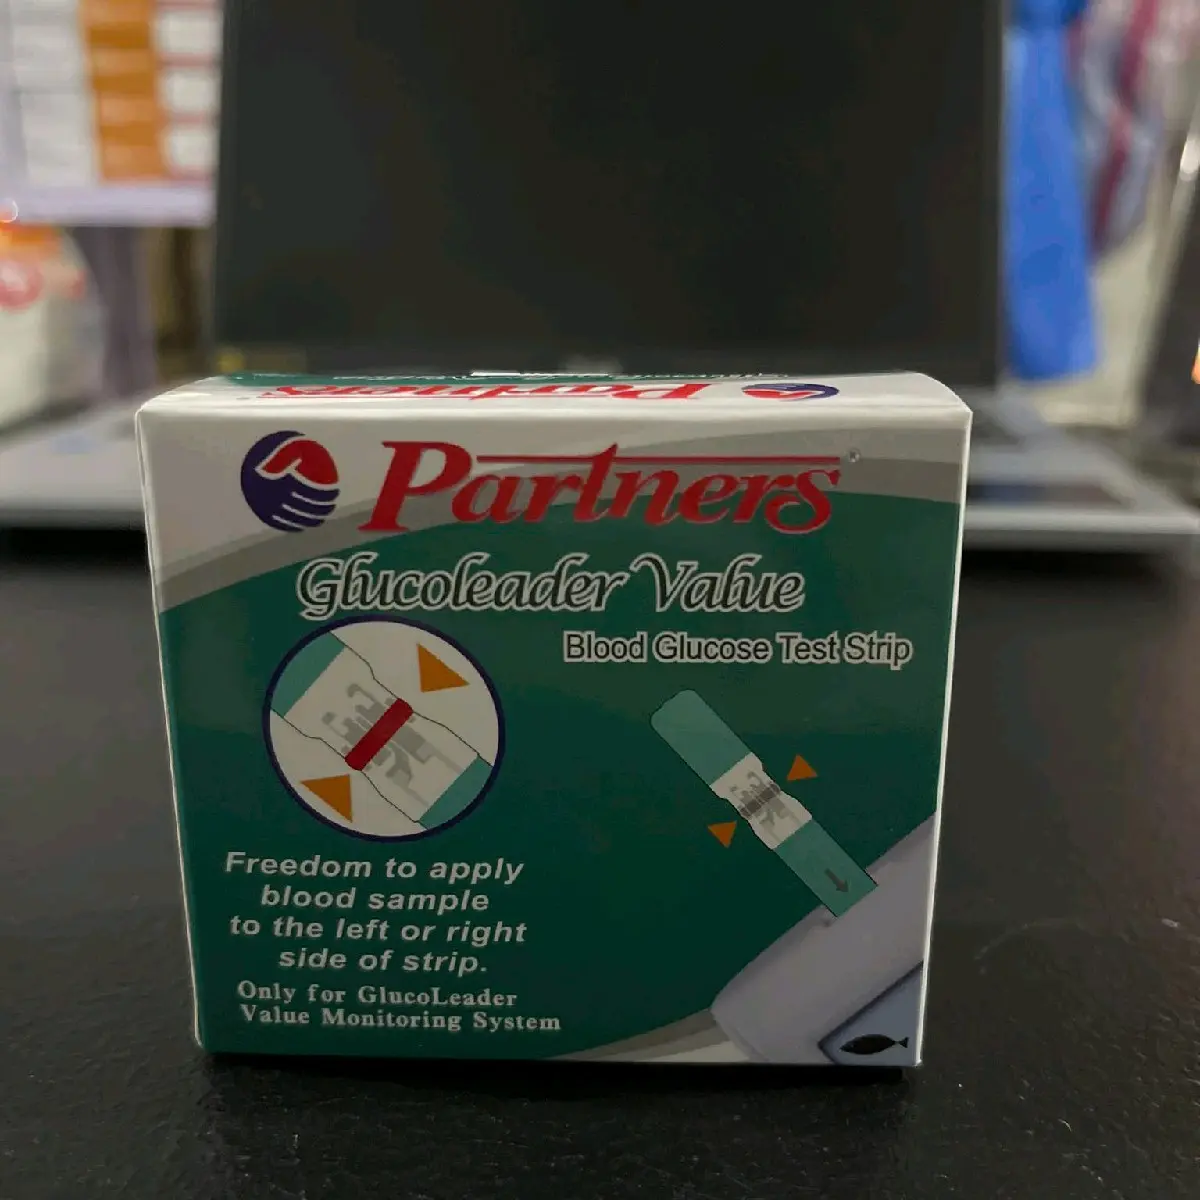 Partners
Partners
Glucoleader Value
Blood Glucose Test Strip
Freedom to apply
blood sample
to the left or right
side of strip.
Only for GlucoLeader
Value Monitoring System